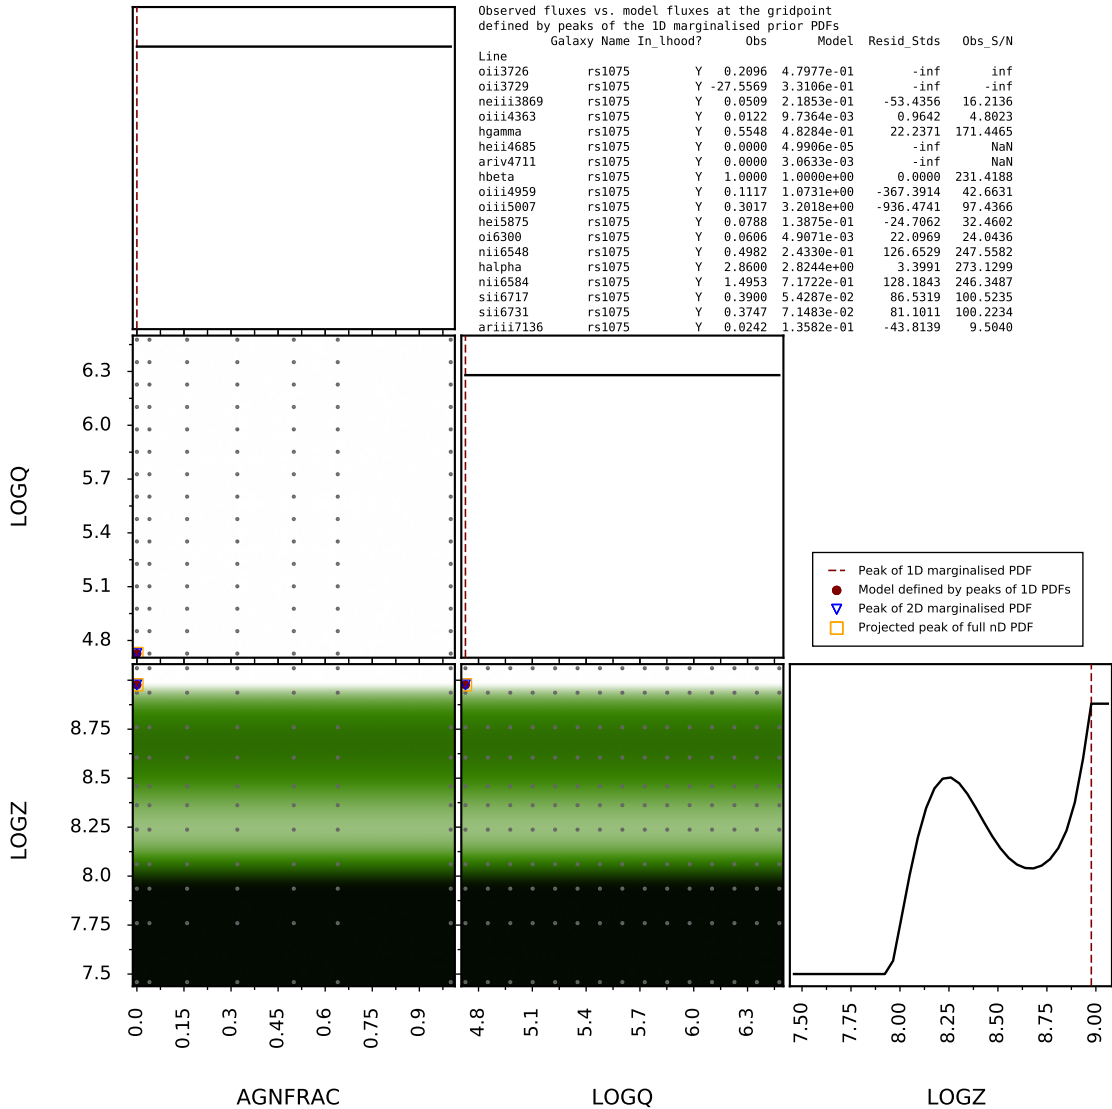 Observed fluxes vs. model fluxes at the gridpoint
defined by peaks of the 1D marginalised prior PDFs
Galaxy Name In_lhood? Obs Model Resid_Stds Obs_S/N
Line
oii3726 rs1075 Y 0.2096 4.7977e-01 -inf inf
oii3729 rs1075 Y -27.5569 3.3106e-01 -inf -inf
neiii3869 rs1075 Y 0.0509 2.1853e-01 -53.4356 16.2136
oiii4363 rs1075 Y 0.0122 9.7364e-03 0.9642 4.8023
hgamma rs1075 Y 0.5548 4.8284e-01 22.2371 171.4465
heii4685 rs1075 Y 0.0000 4.9906e-05 -inf NaN
ariv4711 rs1075 Y 0.0000 3.0633e-03 -inf NaN
hbeta rs1075 Y 1.0000 1.0000e+00 0.0000 231.4188
oiii4959 rs1075 Y 0.1117 1.0731e+00 -367.3914 42.6631
oiii5007 rs1075 Y 0.3017 3.2018e+00 -936.4741 97.4366
hei5875 rs1075 Y 0.0788 1.3875e-01 -24.7062 32.4602
oi6300 rs1075 Y 0.0606 4.9071e-03 22.0969 24.0436
nii6548 rs1075 Y 0.4982 2.4330e-01 126.6529 247.5582
halpha rs1075 Y 2.8600 2.8244e+00 3.3991 273.1299
nii6584 rs1075 Y 1.4953 7.1722e-01 128.1843 246.3487
sii6717 rs1075 Y 0.3900 5.4287e-02 86.5319 100.5235
sii6731 rs1075 Y 0.3747 7.1483e-02 81.1011 100.2234
ariii7136 rs1075 Y 0.0242 1.3582e-01 -43.8139 9.5040
LOGQ
6.3
6.0
5.7
5.4
5.1
4.8
Peak of 1D marginalised PDF
Model defined by peaks of 1D PDFs
Peak of 2D marginalised PDF
Projected peak of full nD PDF
LOGZ
8.75
8.5
8.25
8.0
7.75
7.5
0.0 0.15 0.3 0.45 0.6 0.75 0.9
4.8 5.1 5.4 5.7 6.0 6.3
7.50 7.75 8.00 8.25 8.50 8.75 9.00
AGNFRAC LOGQ LOGZ